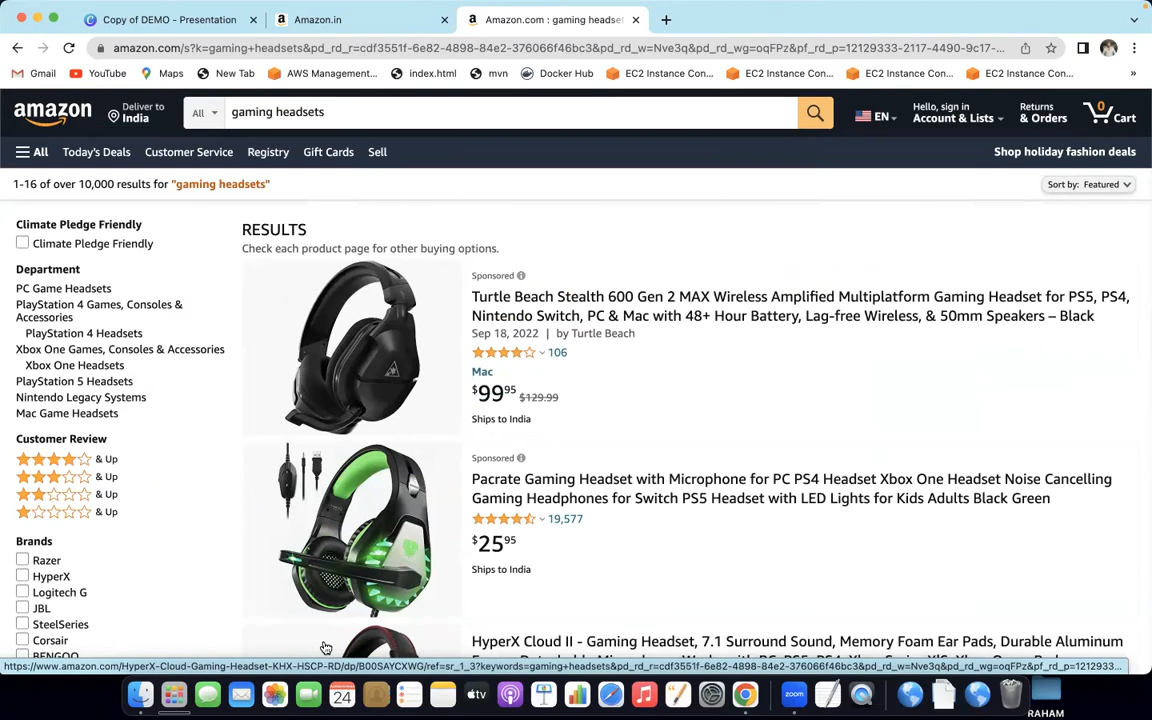 Copy of DEMO - Presentation
Amazon.in
Amazon.com : gaming headset
amazon.com/s?k=gaming+headsets&pd_rd_r=cdf3551f-6e82-4898-84e2-376066f46bc3&pd_rd_w=Nve3q&pd_rd_wg=oqFPz&pf_rd_p=12129333-2117-4490-9c17-...
Gmail YouTube Maps New Tab AWS Management... index.html mvn Docker Hub EC2 Instance Con... EC2 Instance Con... EC2 Instance Con... EC2 Instance Con... »
amazon
Deliver to
India
All
gaming headsets
EN
Hello, sign in
Account & Lists
Returns
& Orders
0
Cart
All Today's Deals Customer Service Registry Gift Cards Sell
Shop holiday fashion deals
1-16 of over 10,000 results for "gaming headsets"
Sort by: Featured
Climate Pledge Friendly
Climate Pledge Friendly
Department
PC Game Headsets
PlayStation 4 Games, Consoles &
Accessories
PlayStation 4 Headsets
Xbox One Games, Consoles & Accessories
Xbox One Headsets
PlayStation 5 Headsets
Nintendo Legacy Systems
Mac Game Headsets
Customer Review
& Up
& Up
& Up
& Up
Brands
Razer
HyperX
Logitech G
JBL
SteelSeries
Corsair
BENGOO
RESULTS
Check each product page for other buying options.
Sponsored
Turtle Beach Stealth 600 Gen 2 MAX Wireless Amplified Multiplatform Gaming Headset for PS5, PS4,
Nintendo Switch, PC & Mac with 48+ Hour Battery, Lag-free Wireless, & 50mm Speakers – Black
Sep 18, 2022 | by Turtle Beach
106
Mac
$9995 $129.99
Ships to India
Sponsored
Pacrate Gaming Headset with Microphone for PC PS4 Headset Xbox One Headset Noise Cancelling
Gaming Headphones for Switch PS5 Headset with LED Lights for Kids Adults Black Green
19,577
$2595
Ships to India
HyperX Cloud II - Gaming Headset, 7.1 Surround Sound, Memory Foam Ear Pads, Durable Aluminum
https://www.amazon.com/HyperX-Cloud-Gaming-Headset-KHX-HSCP-RD/dp/B00SAYCXWG/ref=sr_1_3?keywords=gaming+headsets&pd_rd_r=cdf3551f-6e82-4898-84e2-376066f46bc3&pd_rd_w=Nve3q&pd_rd_wg=oqFPz&pf_rd_p=1212933...
24
tv
zoom
RAHAM